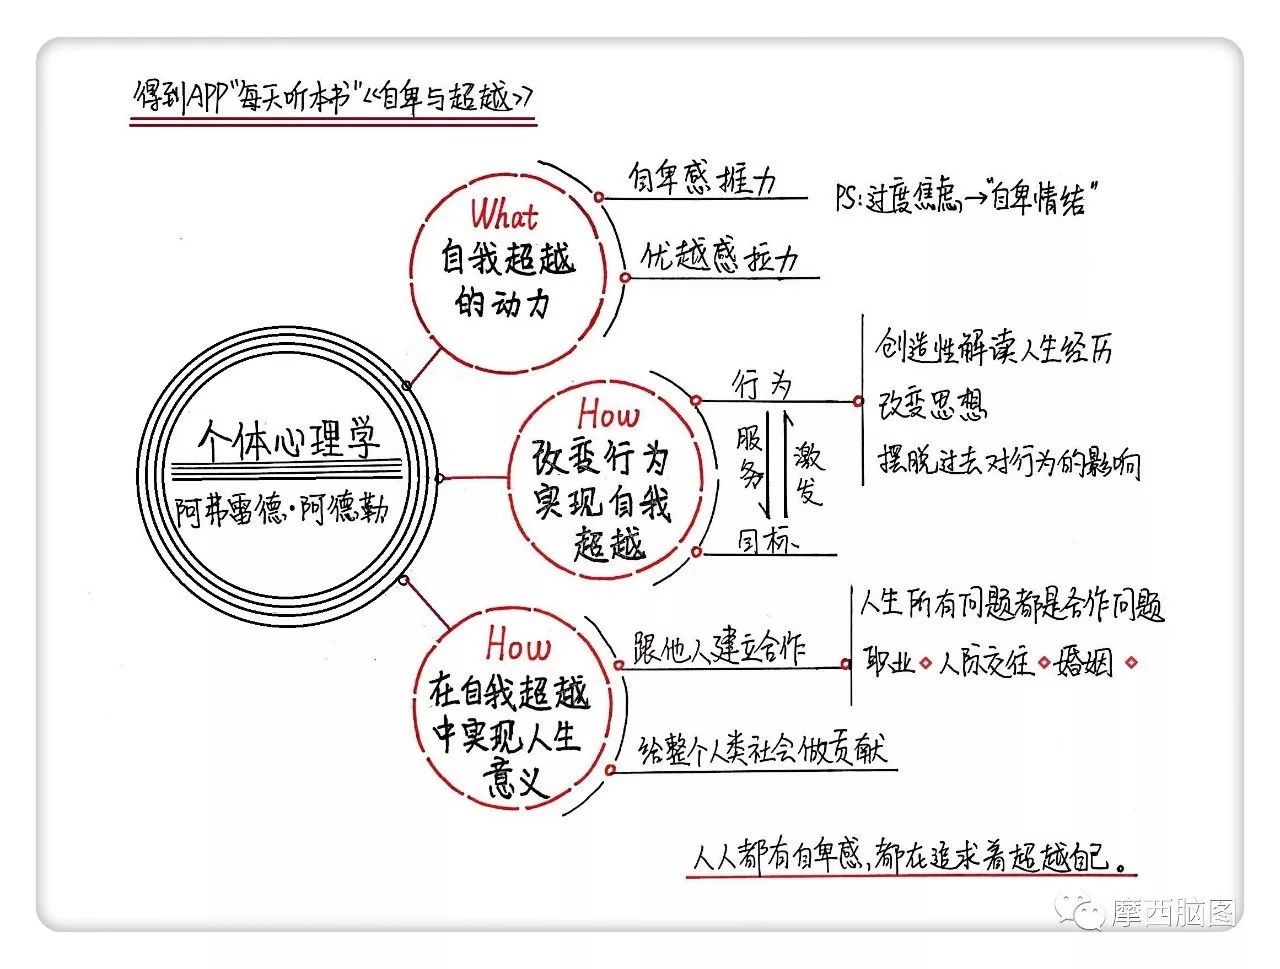 得到APP"每天听本书"《自卑与超越》
个体心理学
阿弗雷德·阿德勒
What
自我超越
的动力
自卑感推力
PS:过度焦虑→"自卑情结"
优越感拉力
How
改变行为
实现自我
超越
行为
服务
激发
目标
创造性解读人生经历
改变思想
摆脱过去对行为的影响
How
在自我超越
中实现人生
意义
跟他人建立合作
人生所有问题都是合作问题
职业 人际交往 婚姻
给整个人类社会做贡献
人人都有自卑感,都在追求着超越自己。
摩西脑图